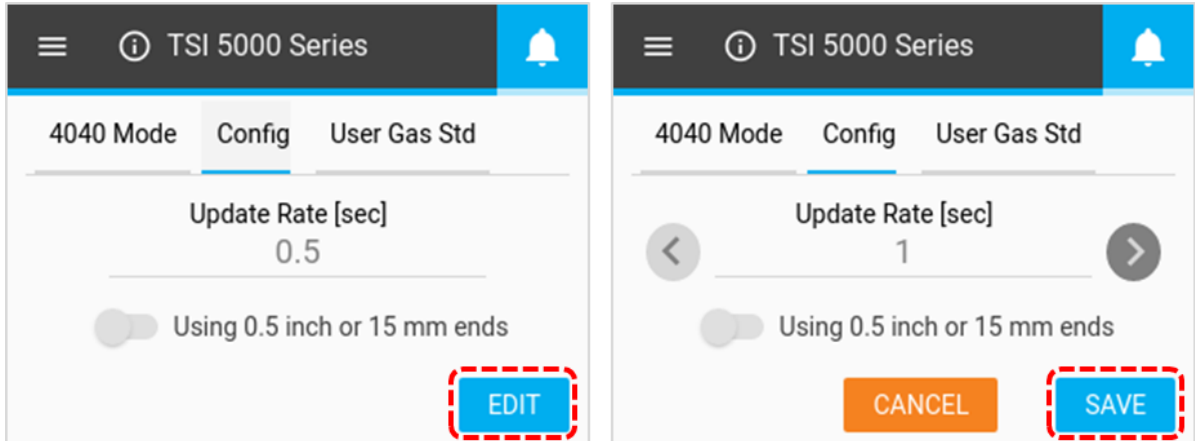 TSI 5000 Series
4040 Mode Config User Gas Std
Update Rate [sec]
0.5
Using 0.5 inch or 15 mm ends
EDIT
TSI 5000 Series
4040 Mode Config User Gas Std
Update Rate [sec]
1
Using 0.5 inch or 15 mm ends
CANCEL SAVE